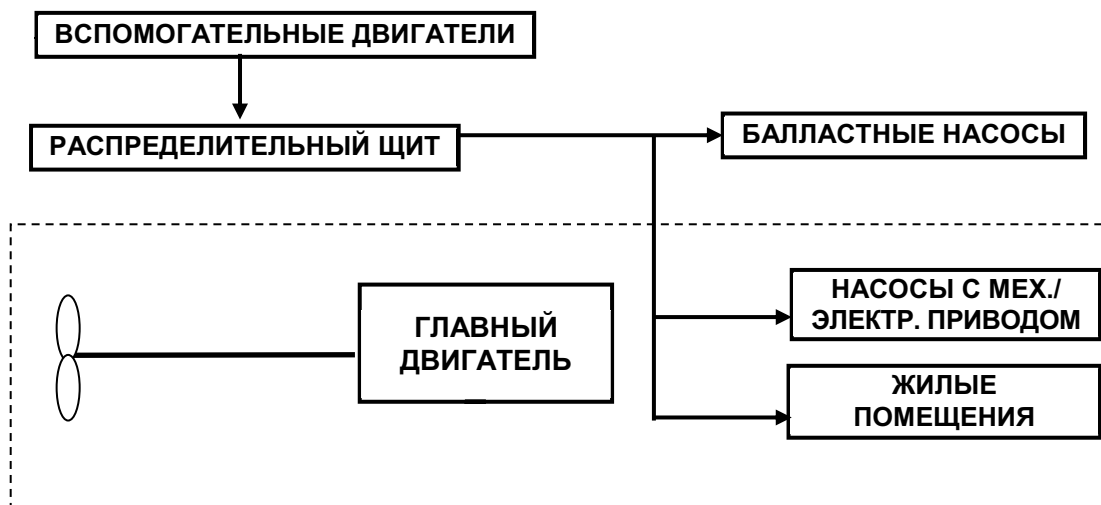 ВСПОМОГАТЕЛЬНЫЕ ДВИГАТЕЛИ
РАСПРЕДЕЛИТЕЛЬНЫЙ ЩИТ
БАЛЛАСТНЫЕ НАСОСЫ
ГЛАВНЫЙ
ДВИГАТЕЛЬ
НАСОСЫ С МЕХ./
ЭЛЕКТР. ПРИВОДОМ
ЖИЛЫЕ
ПОМЕЩЕНИЯ